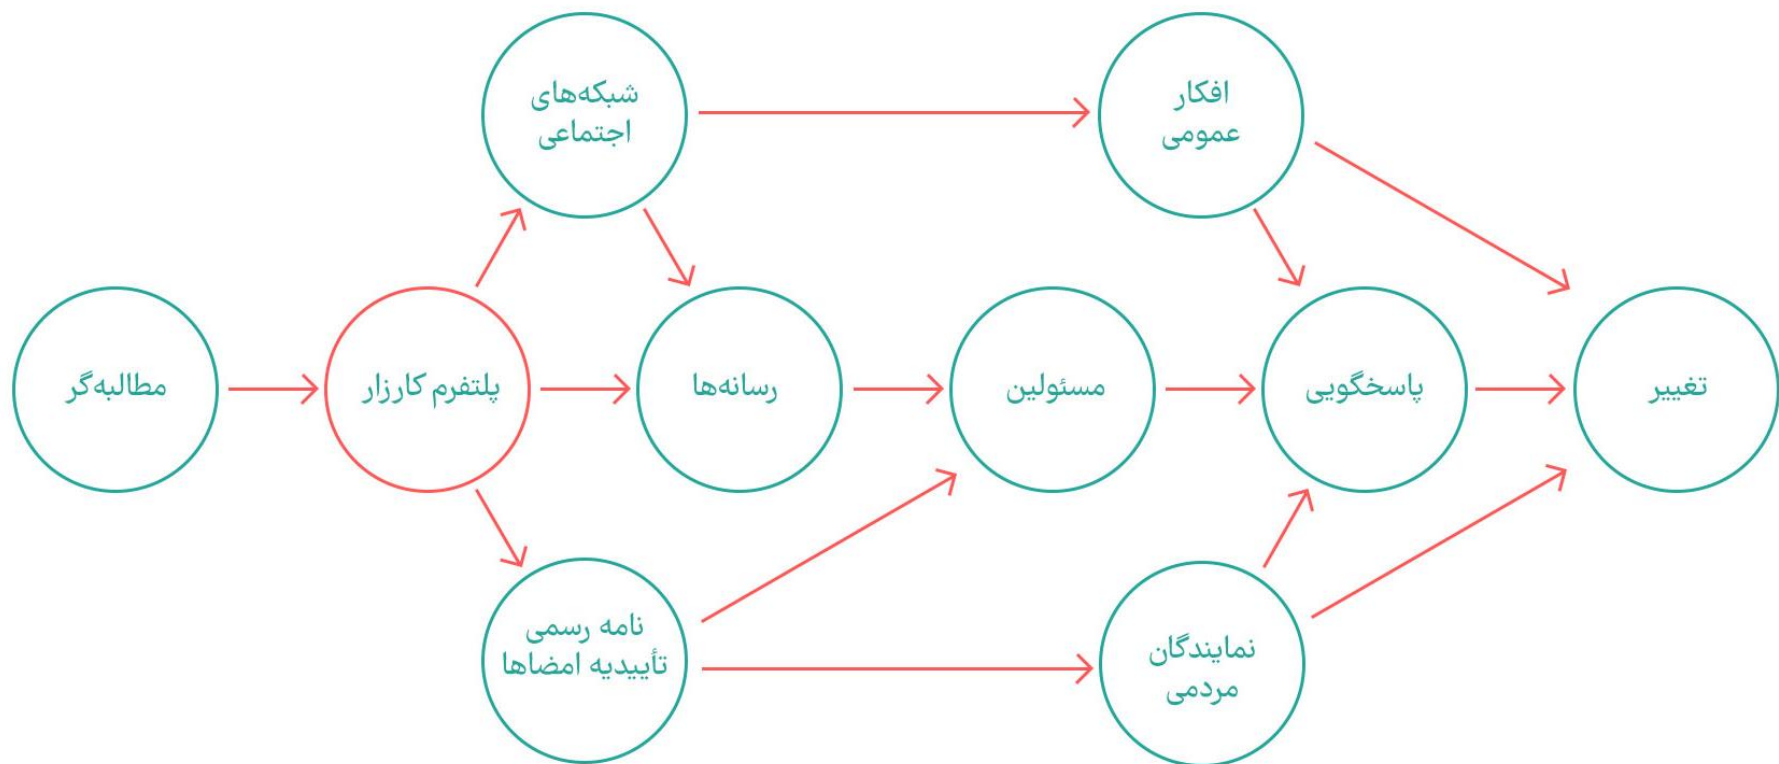 شبکه‌های
اجتماعی
افکار
عمومی
مطالبه‌گر
پلتفرم کارزار
رسانه‌ها
مسئولین
پاسخگویی
تغییر
نامه رسمی
تأییدیه امضاها
نمایندگان
مردمی